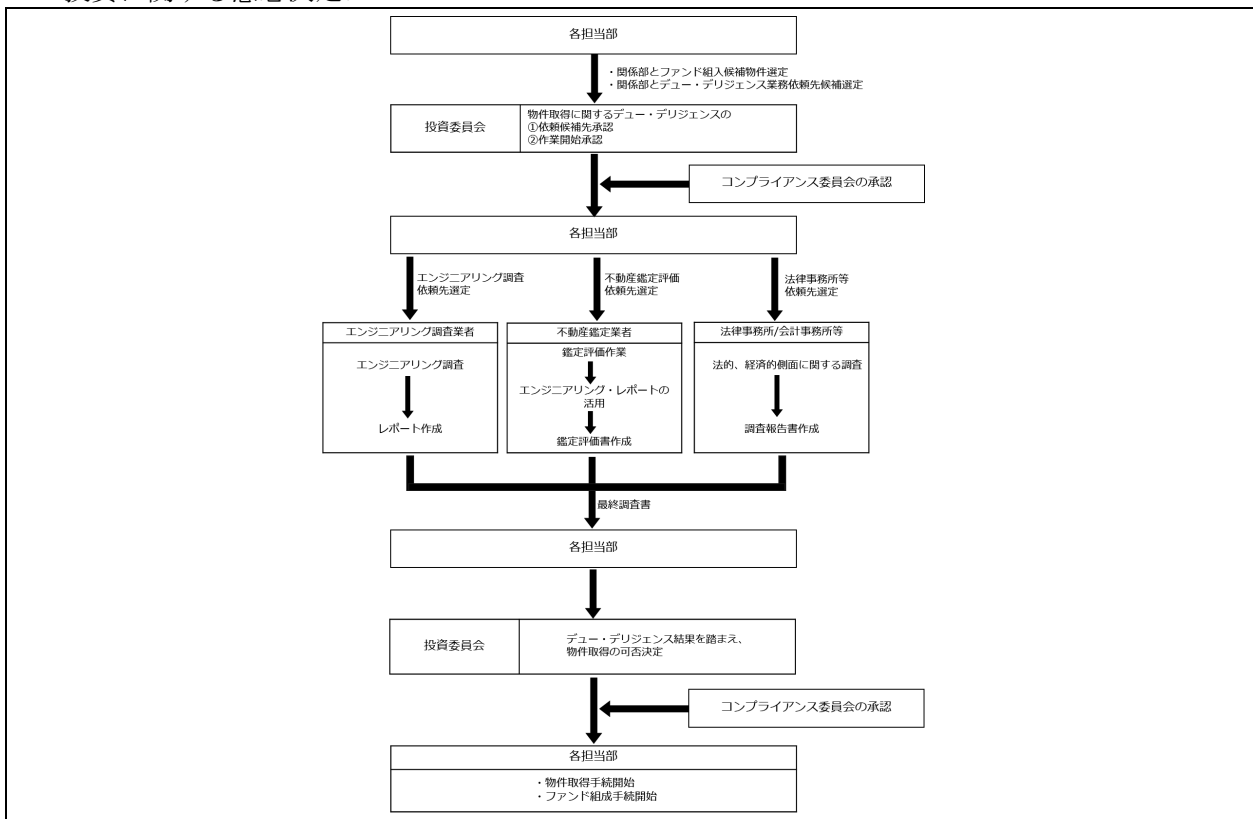 各担当部
・関係部とファンド組入候補物件選定
・関係部とデュー・デリジェンス業務依頼先候補選定
投資委員会
物件取得に関するデュー・デリジェンスの
①依頼候補先承認
②作業開始承認
コンプライアンス委員会の承認
各担当部
エンジニアリング調査
依頼先選定
不動産鑑定評価
依頼先選定
法律事務所等
依頼先選定
エンジニアリング調査業者
エンジニアリング調査
レポート作成
不動産鑑定業者
鑑定評価作業
エンジニアリング・レポートの
活用
鑑定評価書作成
法律事務所/会計事務所等
法的、経済的側面に関する調査
調査報告書作成
最終調査書
各担当部
投資委員会
デュー・デリジェンス結果を踏まえ、
物件取得の可否決定
コンプライアンス委員会の承認
各担当部
・物件取得手続開始
・ファンド組成手続開始